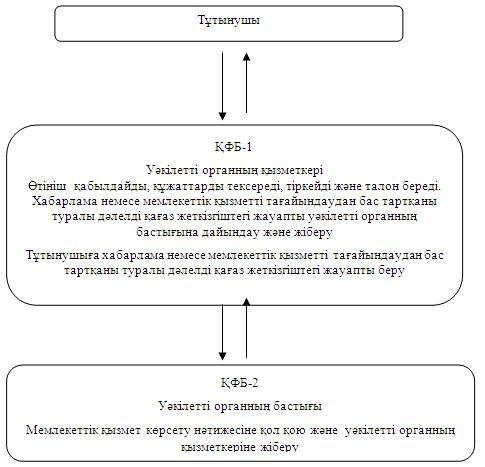 Тұтынушы
ҚФБ-1
Уәкілетті органның қызметкері
Өтініш қабылдайды, құжаттарды тексереді, тіркейді және талон береді.
Хабарлама немесе мемлекеттік қызметті тағайындаудан бас тартқаны
туралы дәлелді қағаз жеткізгіштегі жауапты уәкілетті органның
бастығына дайындау және жіберу
Тұтынушыға хабарлама немесе мемлекеттік қызметті тағайындаудан бас
тартқаны туралы дәлелді қағаз жеткізгіштегі жауапты беру
ҚФБ-2
Уәкілетті органның бастығы
Мемлекеттік қызмет көрсету нәтижесіне қол қою және уәкілетті органның
қызметкеріне жіберу